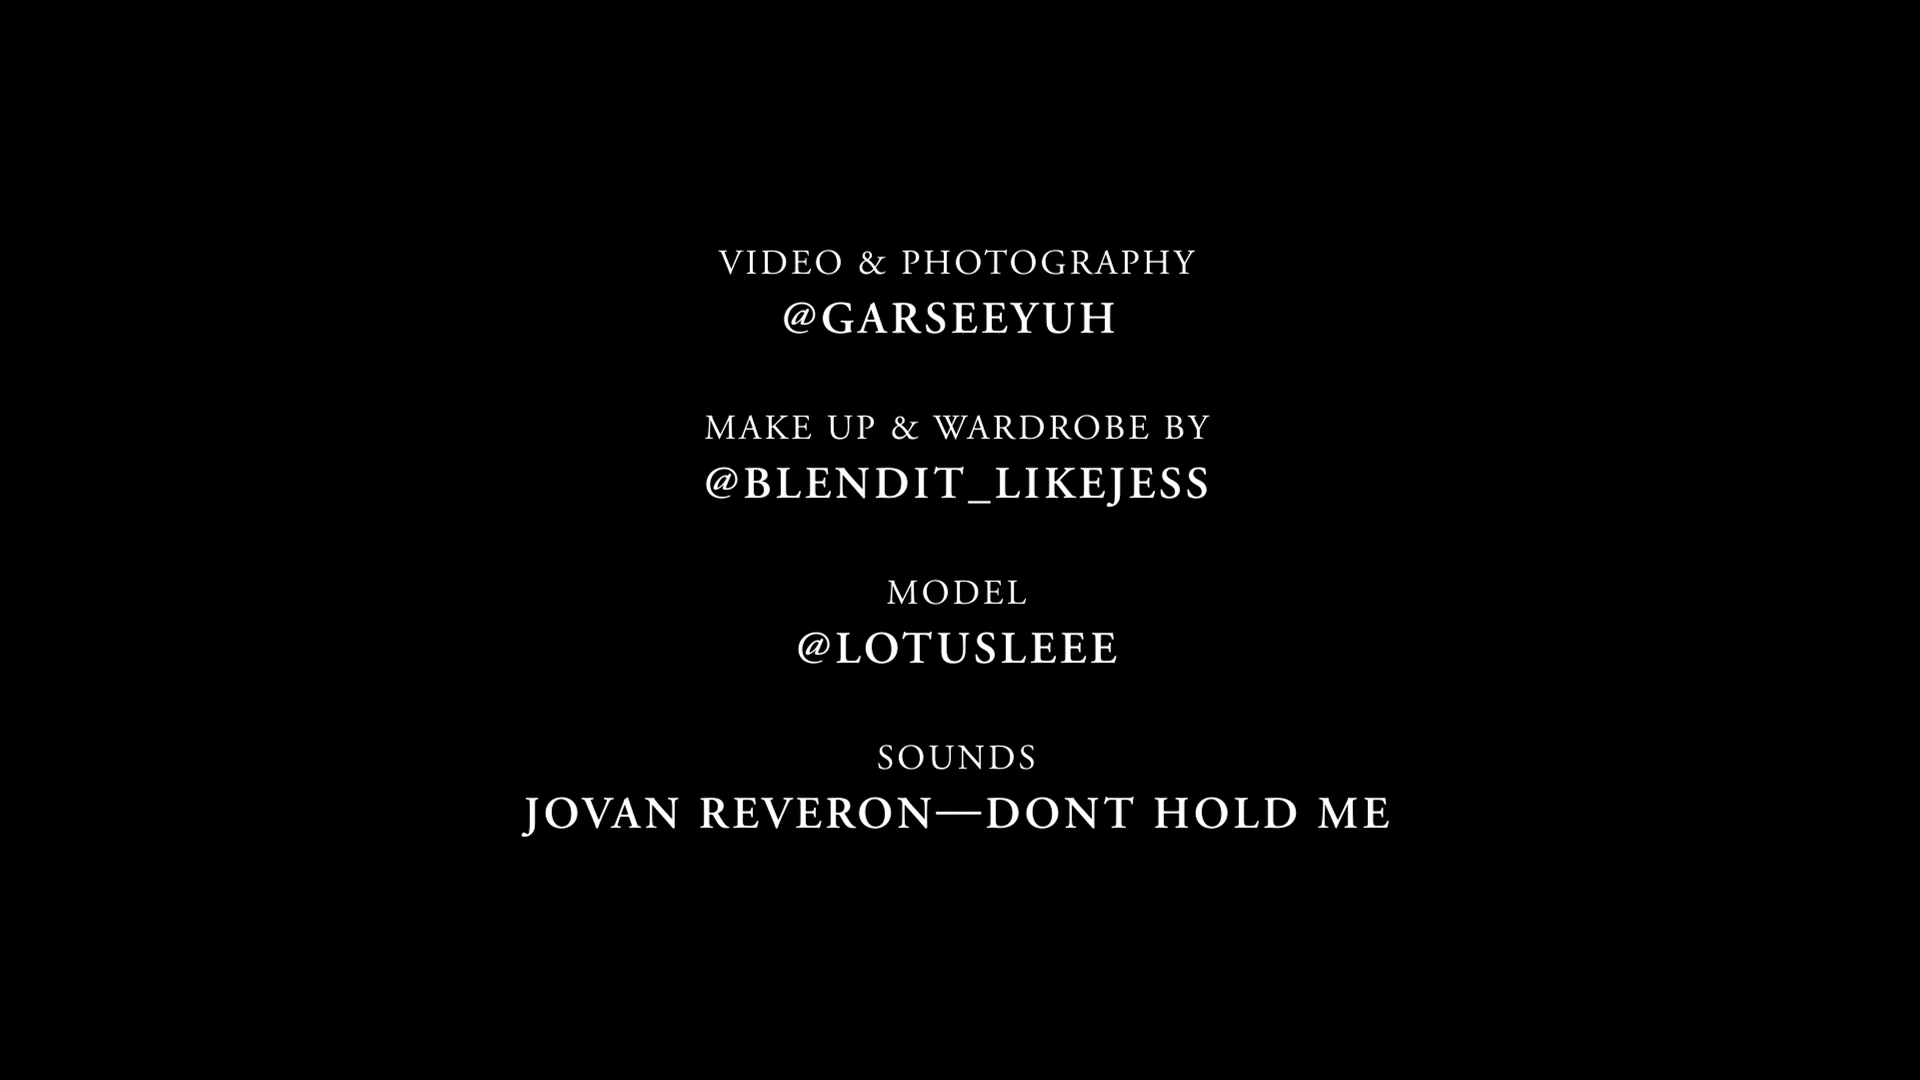 VIDEO & PHOTOGRAPHY
@GARSEEYUH
MAKE UP & WARDROBE BY
@BLENDIT_LIKEJESS
MODEL
@LOTUSLEEE
SOUNDS
JOVAN REVERON—DONT HOLD ME